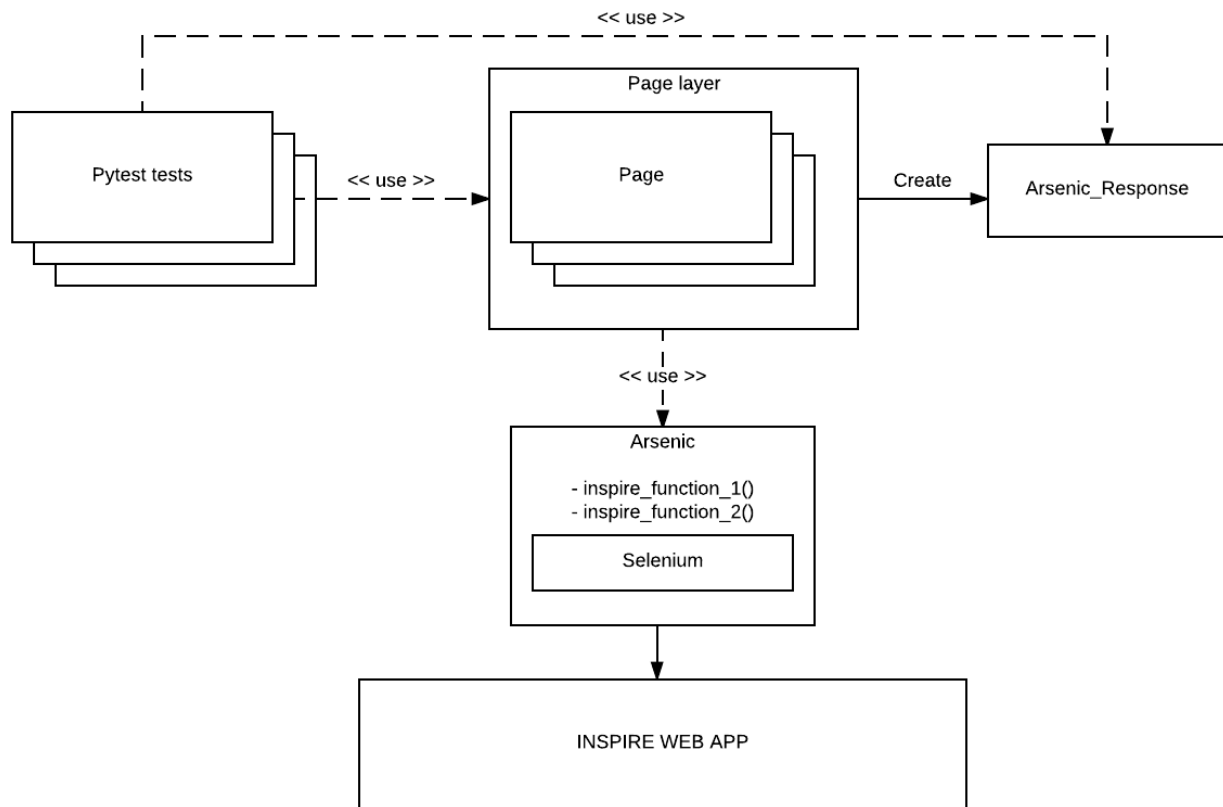 << use >>
Page layer
Pytest tests
<< use >>
Page
Create
Arsenic_Response
<< use >>
Arsenic
- inspire_function_1()
- inspire_function_2()
Selenium
INSPIRE WEB APP